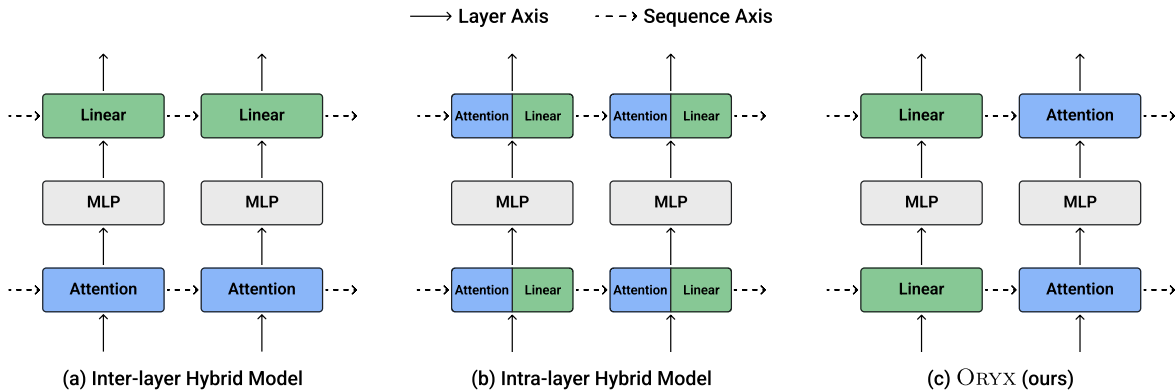 Layer Axis Sequence Axis
Linear Linear Attention Linear Attention Linear Linear Attention
MLP MLP MLP MLP MLP MLP
Attention Attention Attention Linear Attention Linear Linear Attention
(a) Inter-layer Hybrid Model (b) Intra-layer Hybrid Model (c) ORYX (ours)